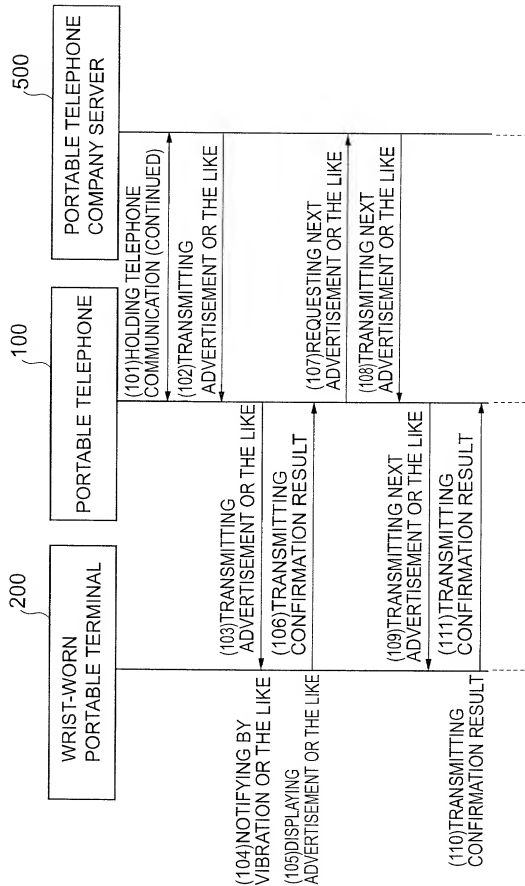 200
WRIST-WORN
PORTABLE TERMINAL
100
PORTABLE TELEPHONE
500
PORTABLE TELEPHONE
COMPANY SERVER
(101)HOLDING TELEPHONE
COMMUNICATION (CONTINUED)
(102)TRANSMITTING
ADVERTISEMENT OR THE LIKE
(103)TRANSMITTING
ADVERTISEMENT OR THE LIKE
(104)NOTIFYING BY
VIBRATION OR THE LIKE
(105)DISPLAYING
ADVERTISEMENT OR THE LIKE
(106)TRANSMITTING
CONFIRMATION RESULT
(107)REQUESTING NEXT
ADVERTISEMENT OR THE LIKE
(108)TRANSMITTING NEXT
ADVERTISEMENT OR THE LIKE
(109)TRANSMITTING NEXT
ADVERTISEMENT OR THE LIKE
(110)TRANSMITTING
CONFIRMATION RESULT
(111)TRANSMITTING
CONFIRMATION RESULT